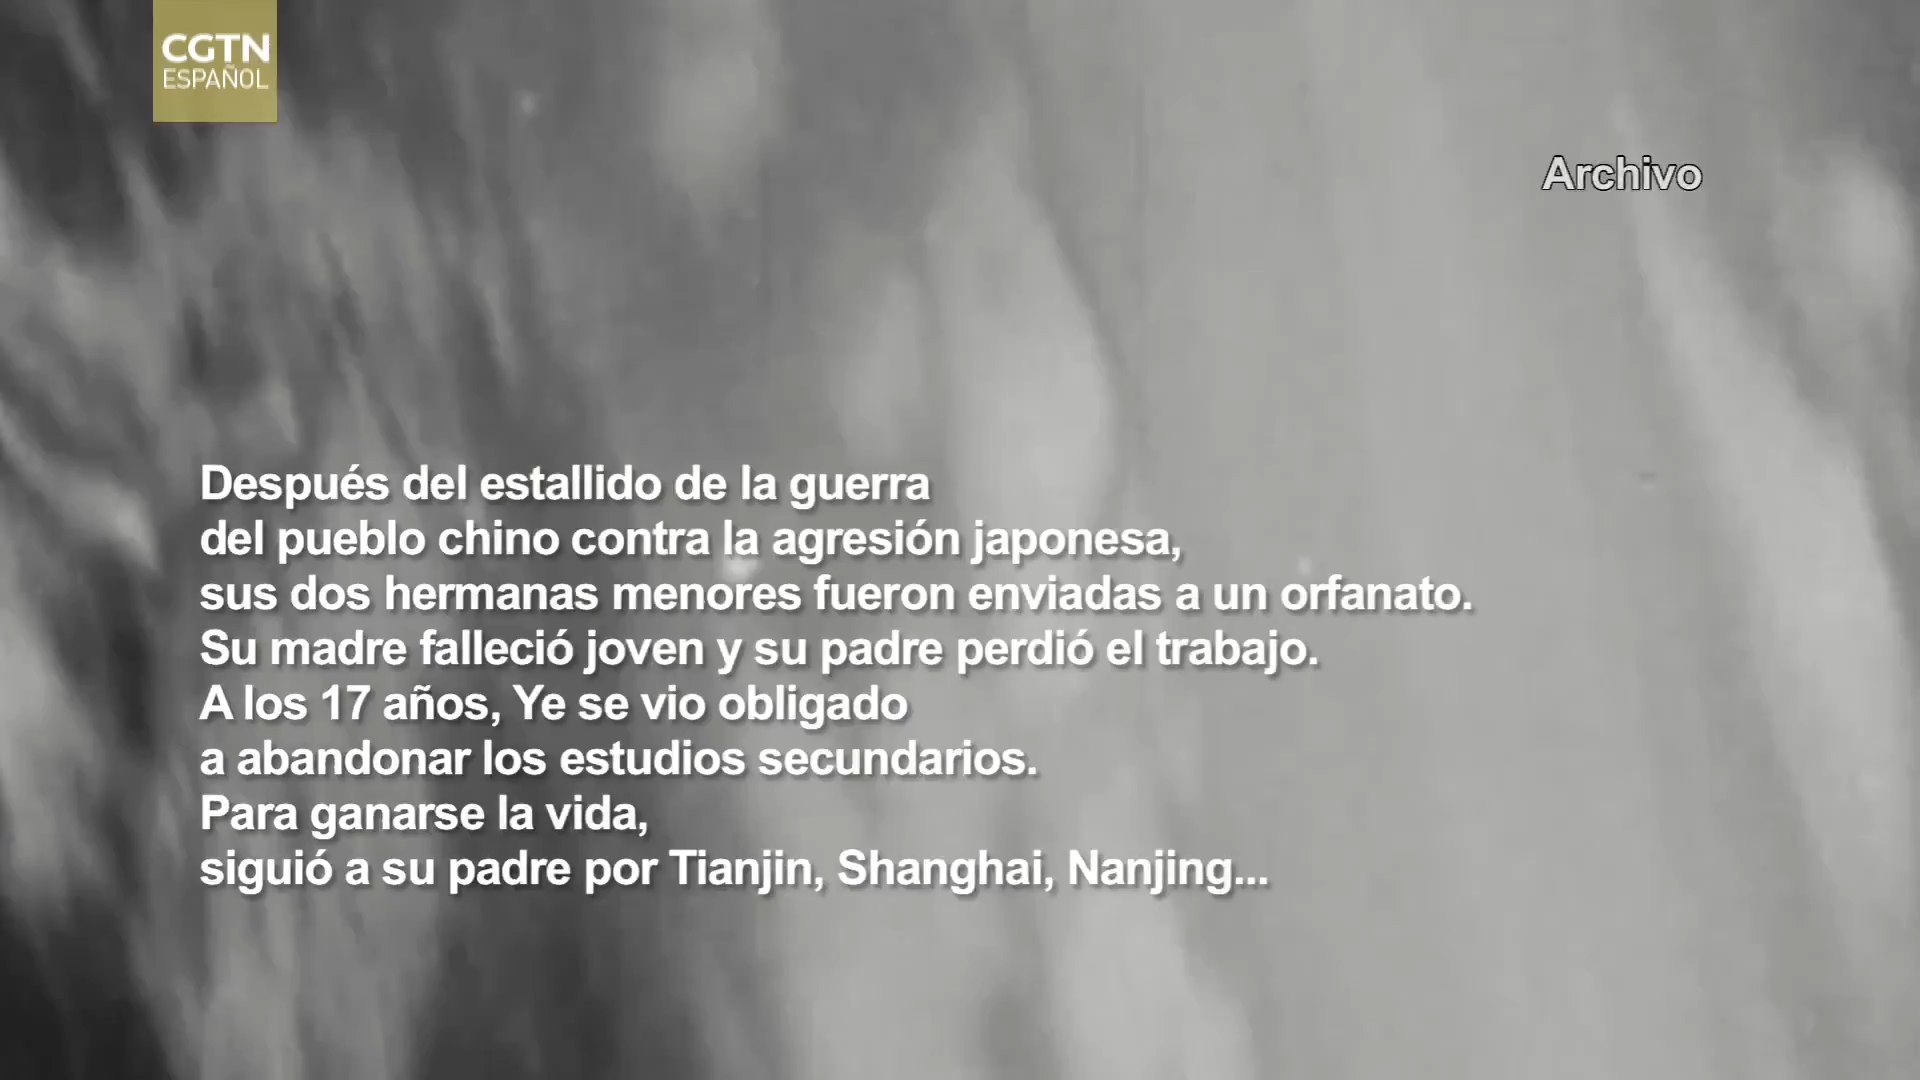 CGTN
ESPAÑOL
Archivo
Después del estallido de la guerra
del pueblo chino contra la agresión japonesa,
sus dos hermanas menores fueron enviadas a un orfanato.
Su madre falleció joven y su padre perdió el trabajo.
A los 17 años, Ye se vio obligado
a abandonar los estudios secundarios.
Para ganarse la vida,
siguió a su padre por Tianjin, Shanghai, Nanjing...